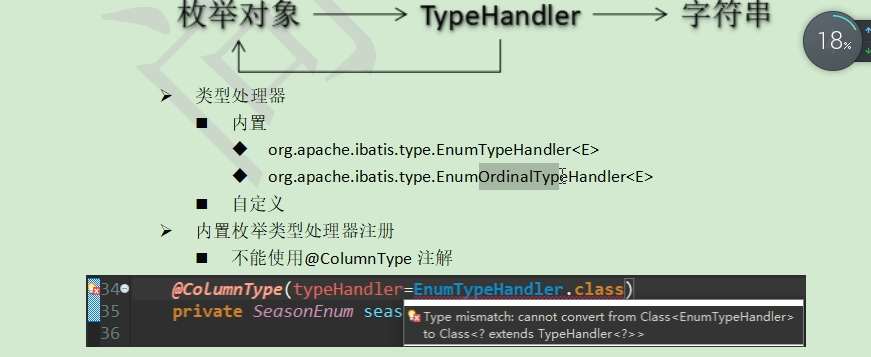 枚举对象 TypeHandler 字符串
18%
类型处理器
内置
org.apache.ibatis.type.EnumTypeHandler<E>
org.apache.ibatis.type.EnumOrdinalTypeHandler<E>
自定义
内置枚举类型处理器注册
不能使用@ColumnType 注解
34 @ColumnType(typeHandler=EnumTypeHandler.class)
35 private SeasonEnum seas
Type mismatch: cannot convert from Class<EnumTypeHandler>
to Class<? extends TypeHandler<?>>
36